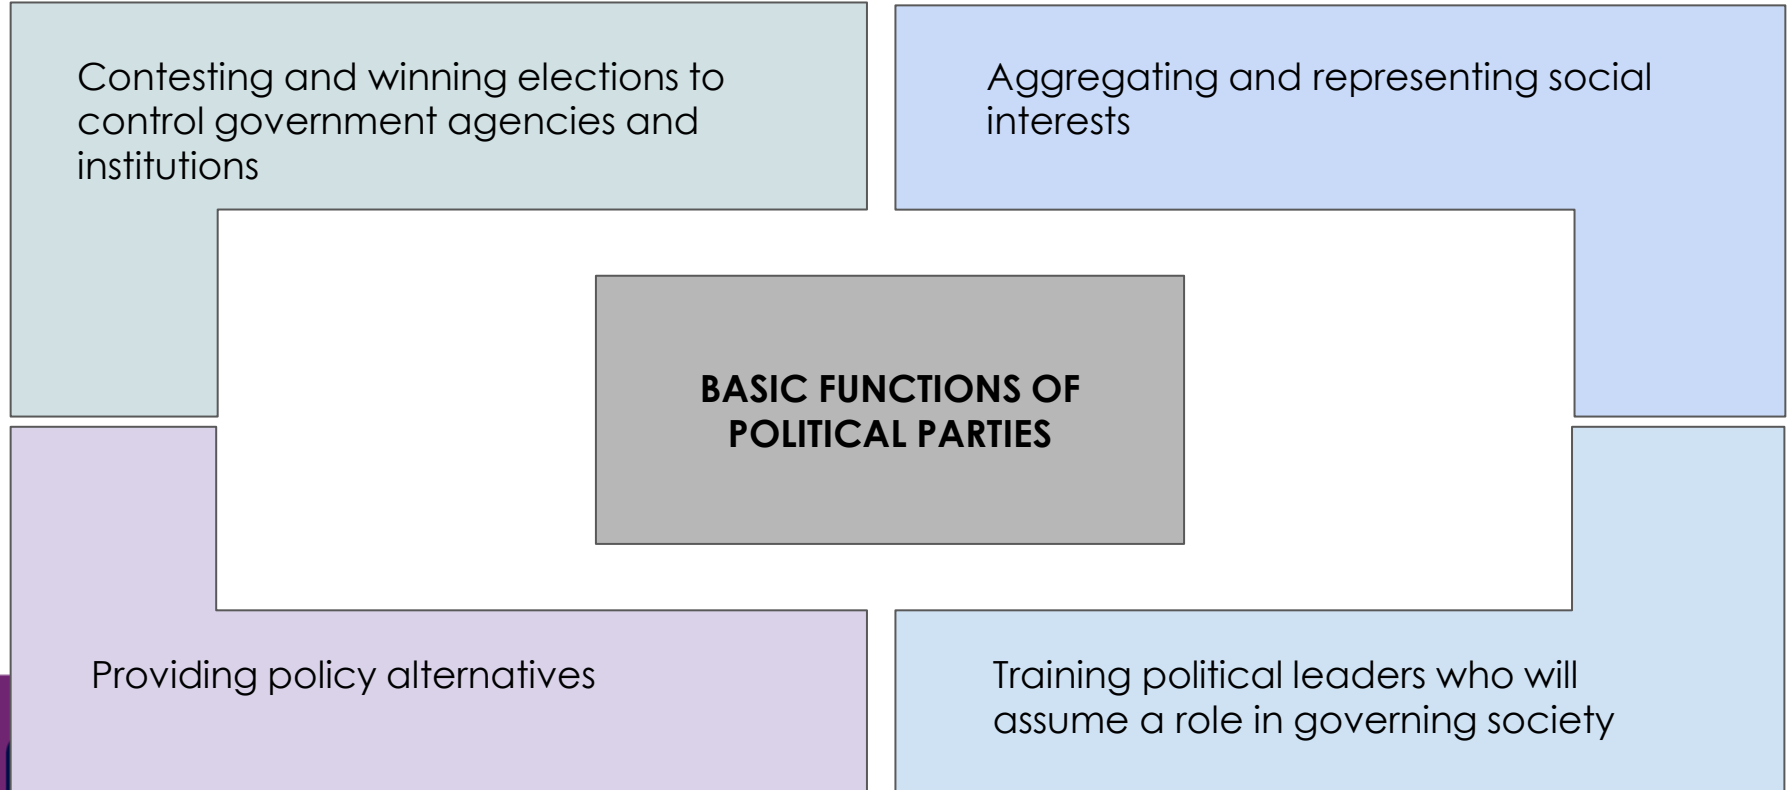 Contesting and winning elections to
control government agencies and
institutions
Aggregating and representing social
interests
BASIC FUNCTIONS OF
POLITICAL PARTIES
Providing policy alternatives
Training political leaders who will
assume a role in governing society